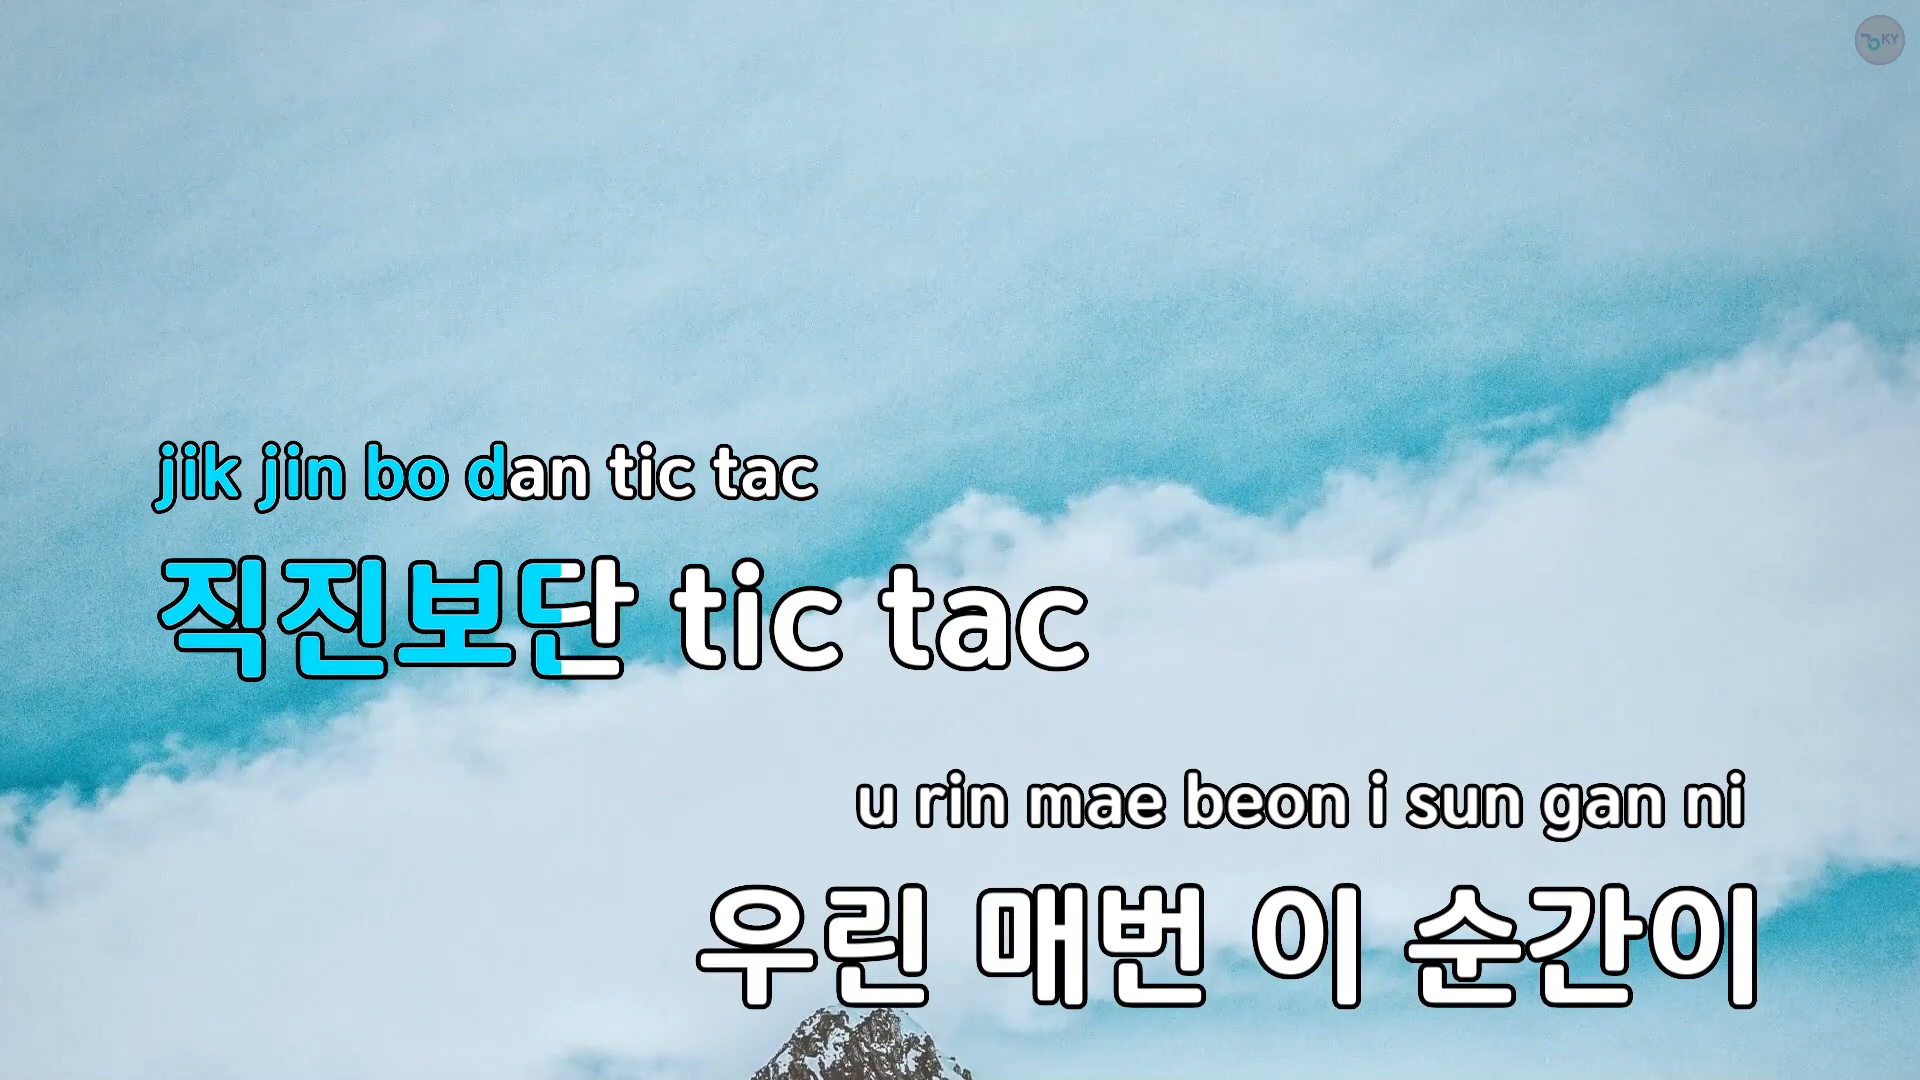 KY
jik jin bo dan tic tac
직진보단 tic tac
u rin mae beon i sun gan ni
우린 매번 이 순간이